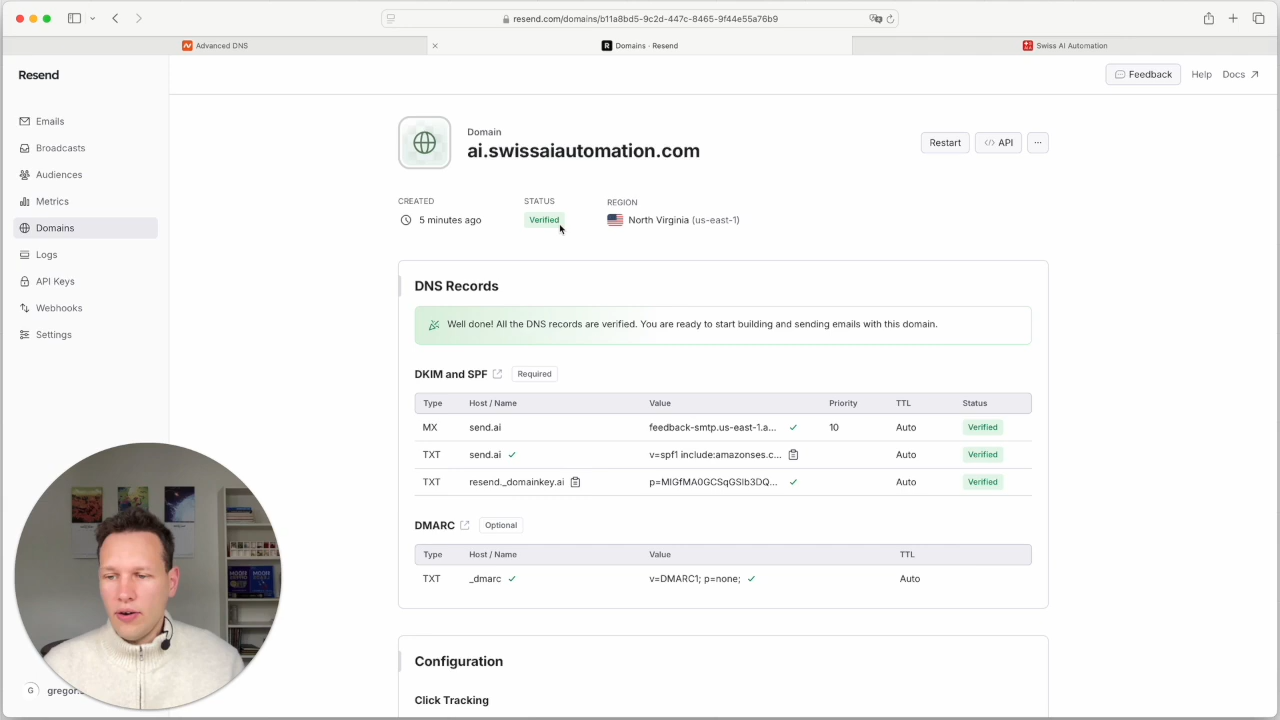 resend.com/domains/b11a8bd5-9c2d-447c-8465-9f44e55a76b9
Advanced DNS
Domains · Resend
Swiss AI Automation
Resend
Feedback
Help
Docs
Emails
Broadcasts
Audiences
Metrics
Domains
Logs
API Keys
Webhooks
Settings
Domain
ai.swissaiautomation.com
Restart
API
CREATED
STATUS
REGION
5 minutes ago
Verified
North Virginia (us-east-1)
DNS Records
Well done! All the DNS records are verified. You are ready to start building and sending emails with this domain.
DKIM and SPF
Required
Type Host / Name Value Priority TTL Status
MX send.ai feedback-smtp.us-east-1.a... 10 Auto Verified
TXT send.ai v=spf1 include:amazonses.c... Auto Verified
TXT resend._domainkey.ai p=MIGfMA0GCSqGSIb3DQ... Auto Verified
DMARC
Optional
Type Host / Name Value TTL
TXT _dmarc v=DMARC1; p=none; Auto
Configuration
Click Tracking
G